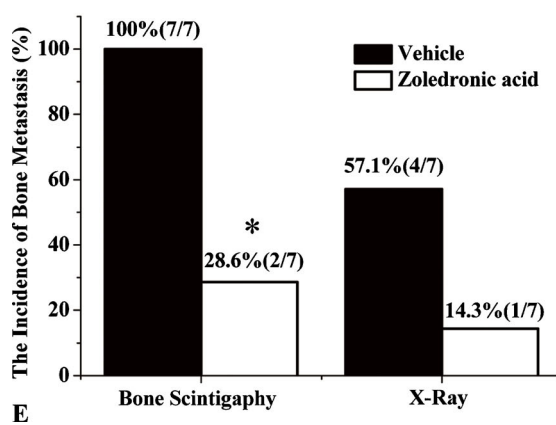 The Incidence of Bone Metastasis (%)
100
80
60
40
20
0
100%(7/7)
Vehicle
Zoledronic acid
57.1%(4/7)
*
28.6%(2/7)
14.3%(1/7)
Bone Scintigaphy
X-Ray
E